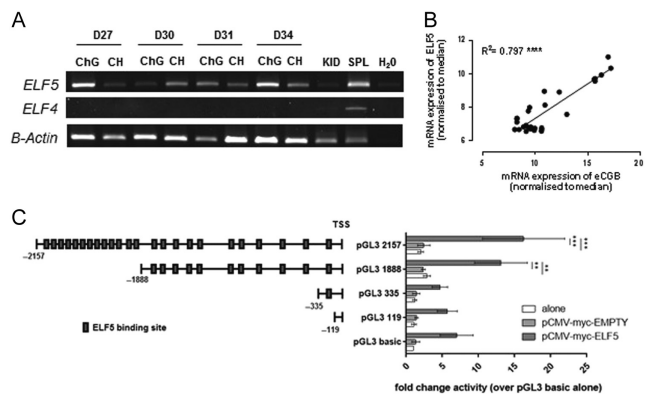 A
D27 D30 D31 D34
ChG CH ChG CH ChG CH ChG CH KID SPL H20
ELF5
ELF4
B-Actin
B
R2= 0.797 ****
mRNA expression of ELF5
(normalised to median)
12
10
8
6
5 10 15 20
mRNA expression of eCGB
(normalised to median)
C
TSS
−2157
−1888
−335
−119
ELF5 binding site
pGL3 2157
pGL3 1888
pGL3 335
pGL3 119
pGL3 basic
**** ***
** **
alone
pCMV-myc-EMPTY
pCMV-myc-ELF5
0 5 10 15 20 25
fold change activity (over pGL3 basic alone)